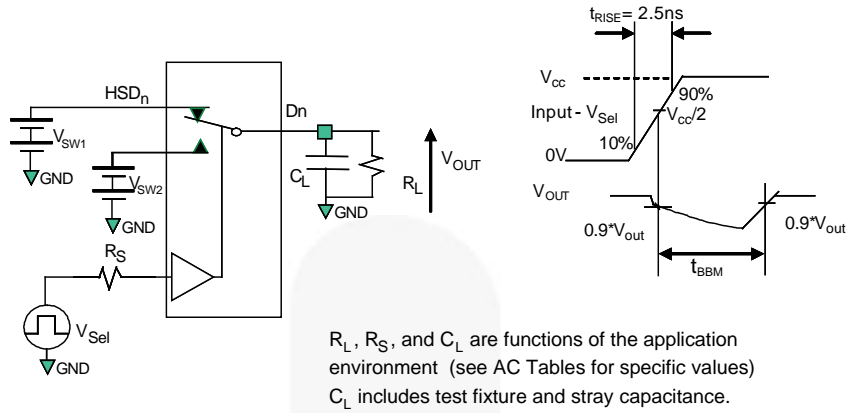 tRISE= 2.5ns
Vcc
90%
Input - VSel
Vcc/2
10%
0V
VOUT
0.9*Vout
0.9*Vout
tBBM
HSDn
Dn
VSW1
GND
VSW2
GND
CL
RL
VOUT
GND
RS
VSel
GND
RL, RS, and CL are functions of the application
environment (see AC Tables for specific values)
CL includes test fixture and stray capacitance.